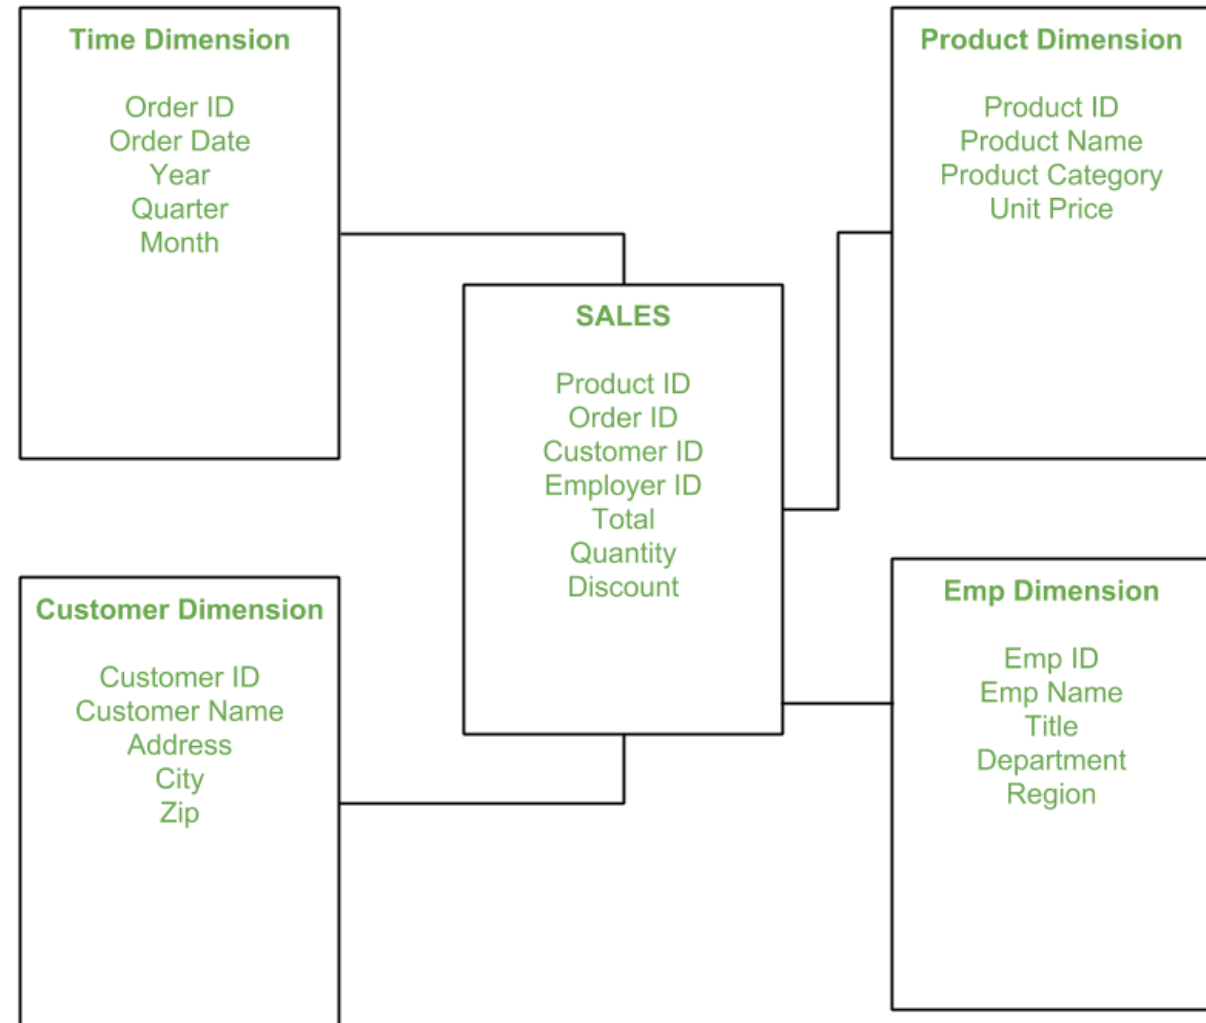 Time Dimension
Order ID
Order Date
Year
Quarter
Month
Product Dimension
Product ID
Product Name
Product Category
Unit Price
SALES
Product ID
Order ID
Customer ID
Employer ID
Total
Quantity
Discount
Customer Dimension
Customer ID
Customer Name
Address
City
Zip
Emp Dimension
Emp ID
Emp Name
Title
Department
Region